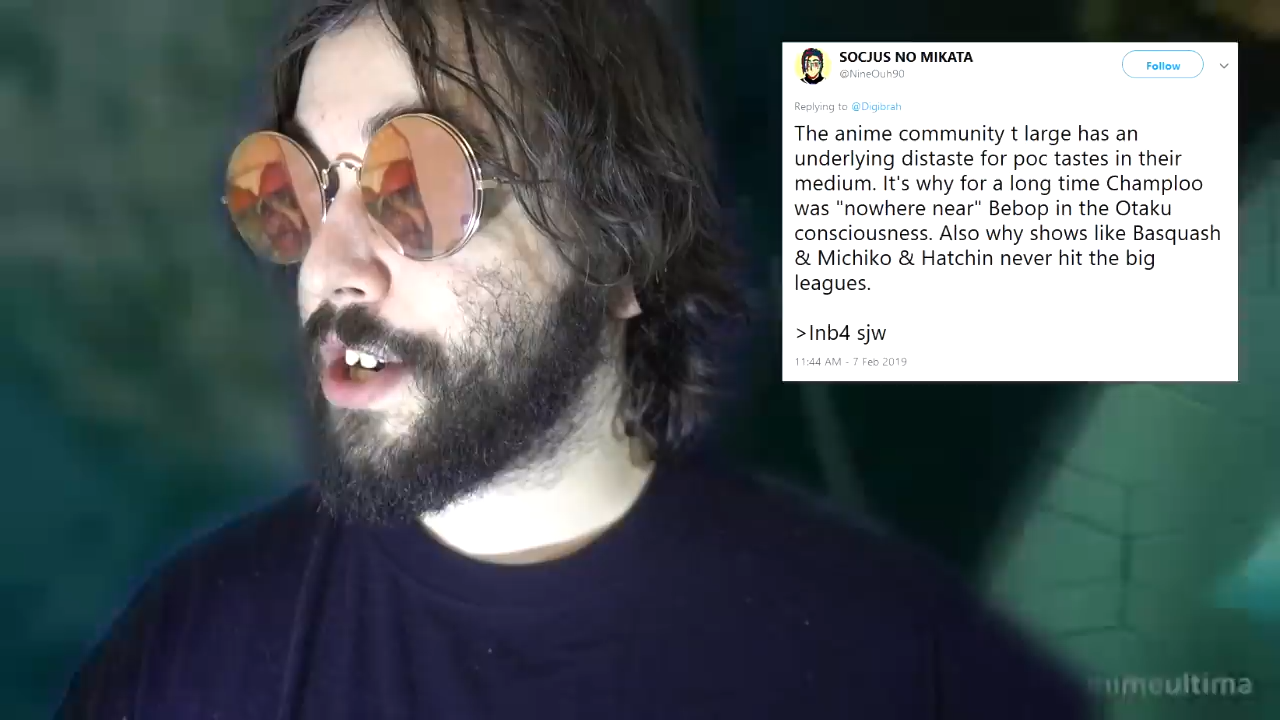 SOCJUS NO MIKATA
@NineOuh90
Follow
Replying to @Digibrah
The anime community t large has an
underlying distaste for poc tastes in their
medium. It's why for a long time Champloo
was "nowhere near" Bebop in the Otaku
consciousness. Also why shows like Basquash
& Michiko & Hatchin never hit the big
leagues.
>Inb4 sjw
11:44 AM - 7 Feb 2019